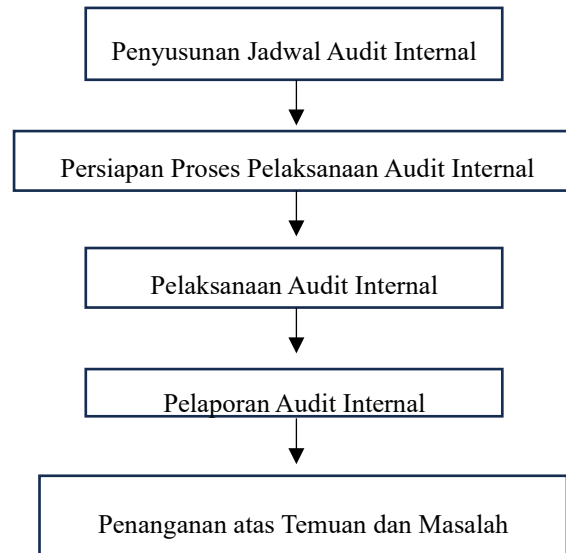 Penyusunan Jadwal Audit Internal
Persiapan Proses Pelaksanaan Audit Internal
Pelaksanaan Audit Internal
Pelaporan Audit Internal
Penanganan atas Temuan dan Masalah